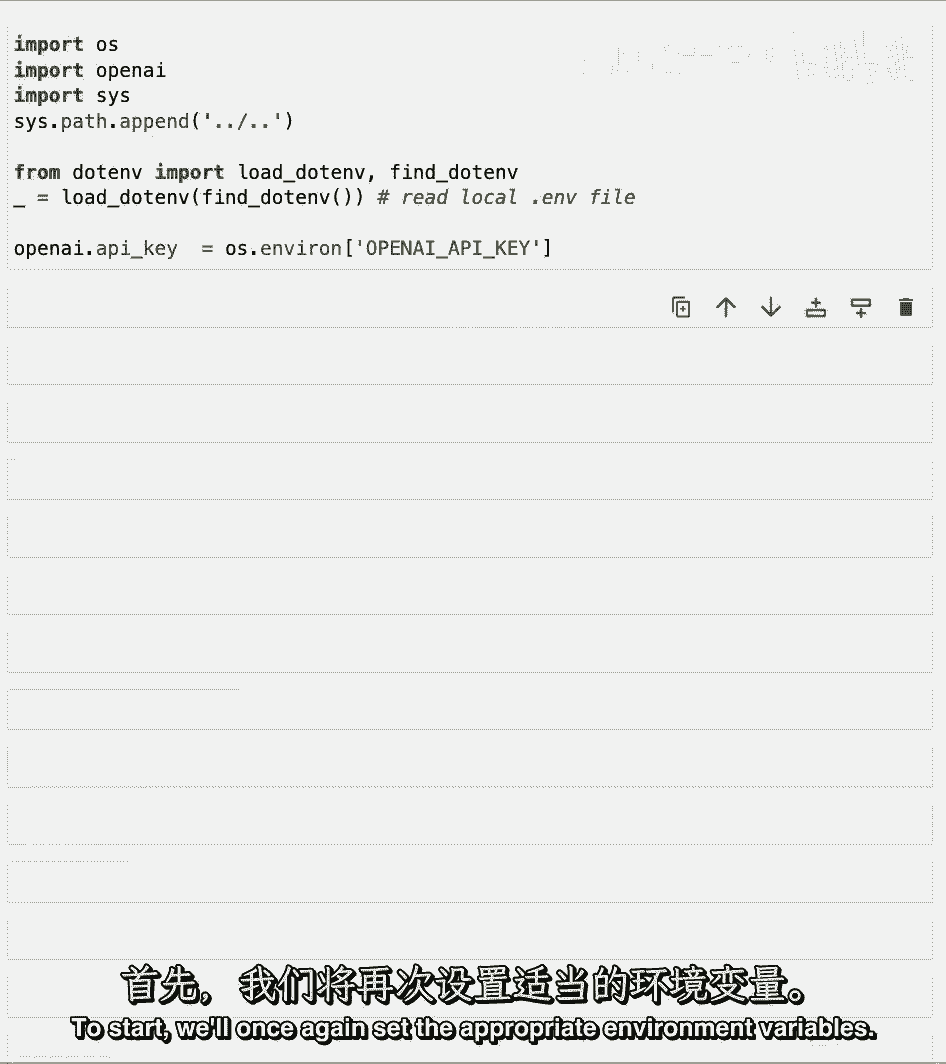 import os
import openai
import sys
sys.path.append('../..')
from dotenv import load_dotenv, find_dotenv
_ = load_dotenv(find_dotenv()) # read local .env file
openai.api_key  = os.environ['OPENAI_API_KEY']
首先，我们将再次设置适当的环境变量。
To start, we'll once again set the appropriate environment variables.